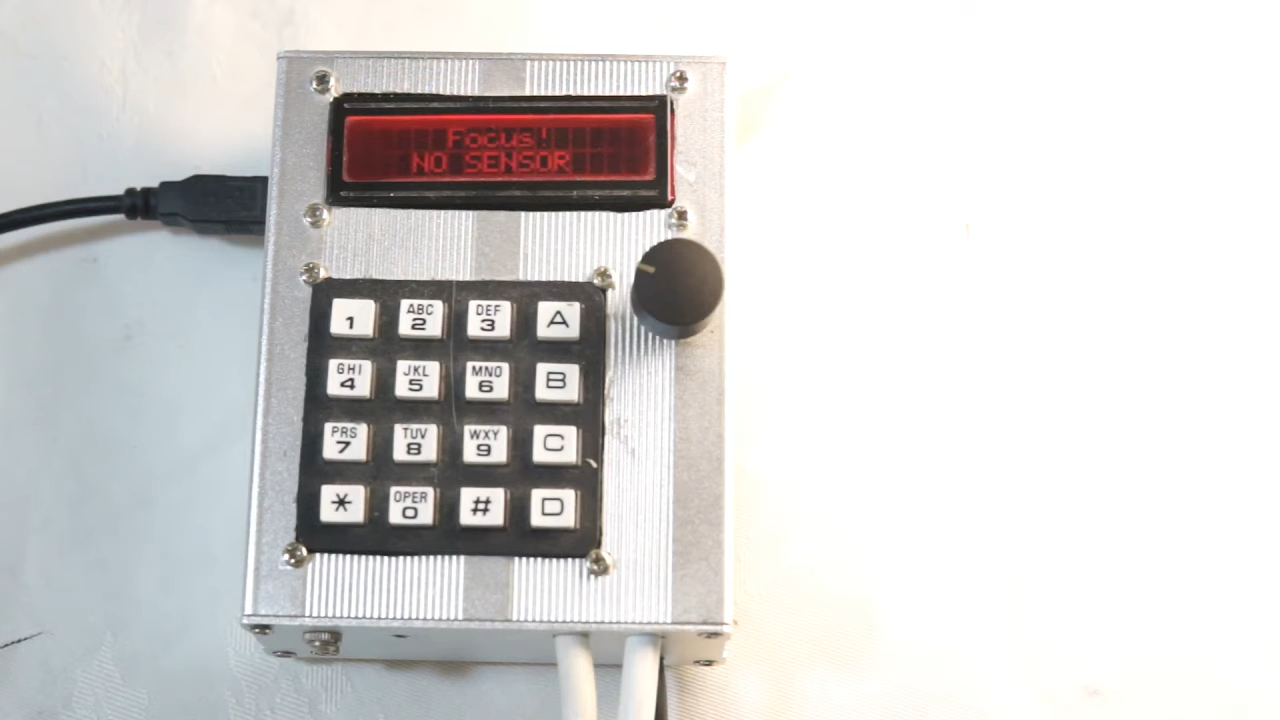 Focus!
NO SENSOR
1 ABC 2 DEF 3 A
GHI 4 JKL 5 MNO 6 B
PRS 7 TUV 8 WXY 9 C
* OPER 0 # D